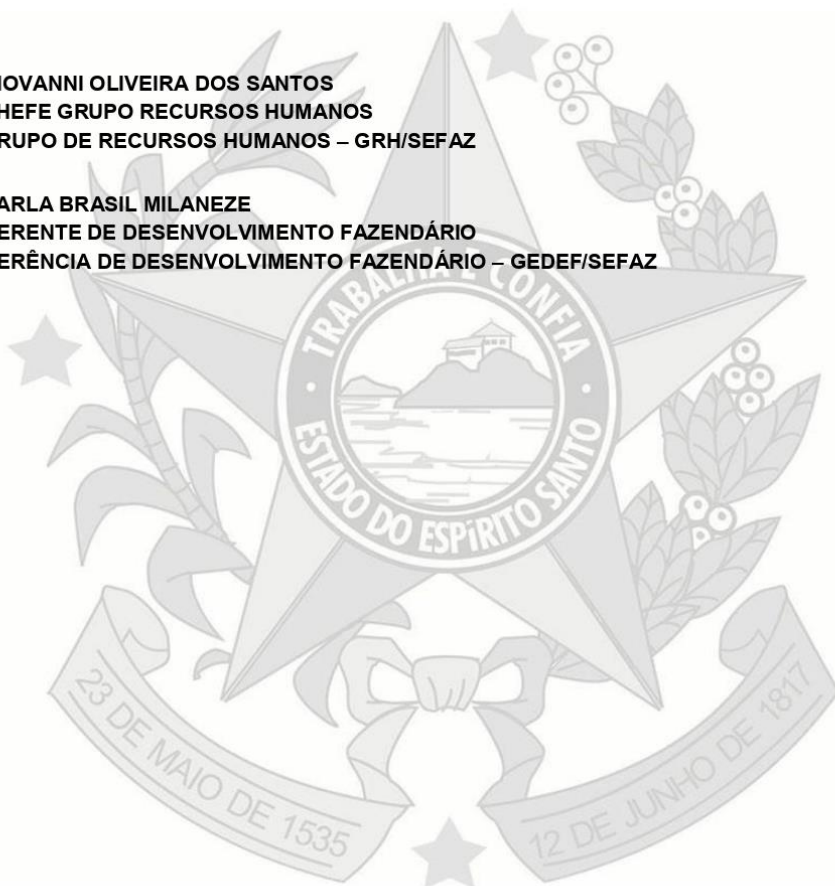 IOVANNI OLIVEIRA DOS SANTOS
HEFE GRUPO RECURSOS HUMANOS
RUPO DE RECURSOS HUMANOS – GRH/SEFAZ
ARLA BRASIL MILANEZE
ERENTE DE DESENVOLVIMENTO FAZENDÁRIO
ERÊNCIA DE DESENVOLVIMENTO FAZENDÁRIO – GEDEF/SEFAZ
TRABALHA E CONFIA
ESTADO DO ESPÍRITO SANTO
23 DE MAIO DE 1535
12 DE JUNHO DE 1817